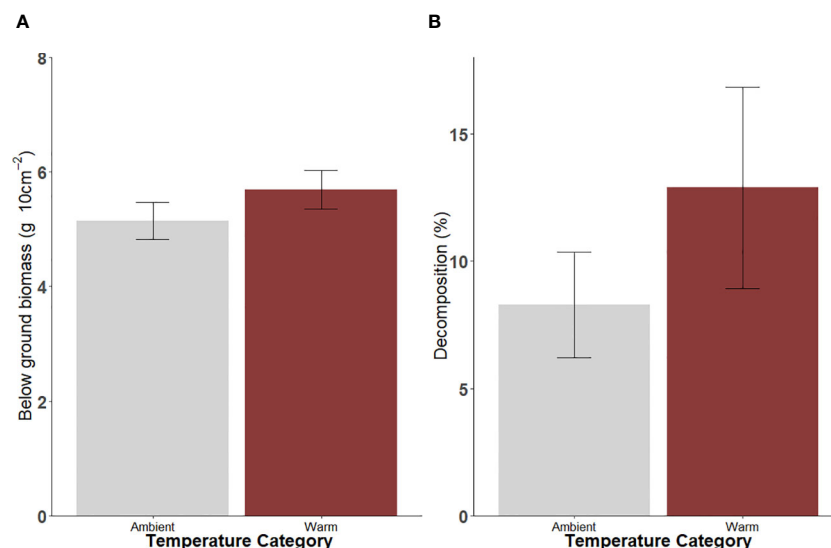 A
Below ground biomass (g 10cm⁻²)
8
6
4
2
0
Ambient
Warm
Temperature Category
B
Decomposition (%)
15
10
5
0
Ambient
Warm
Temperature Category